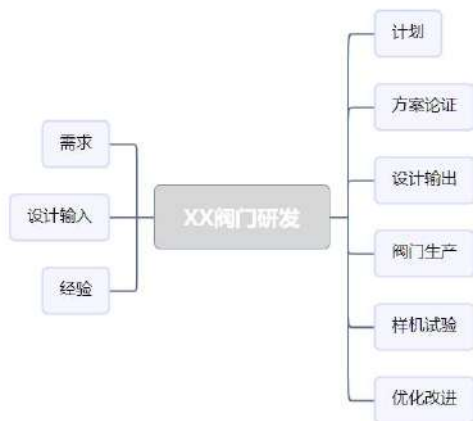 计划
方案论证
需求
设计输出
设计输入
XX阀门研发
阀门生产
经验
样机试验
优化改进